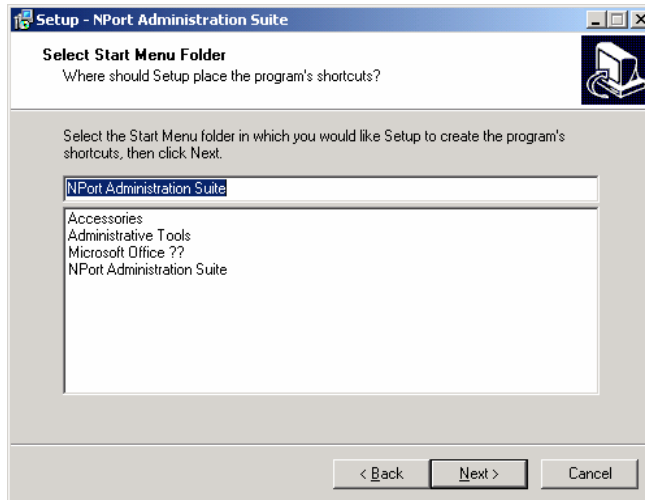 Setup - NPort Administration Suite
Select Start Menu Folder
Where should Setup place the program's shortcuts?
Select the Start Menu folder in which you would like Setup to create the program's
shortcuts, then click Next.
NPort Administration Suite
Accessories
Administrative Tools
Microsoft Office ??
NPort Administration Suite
< Back
Next >
Cancel